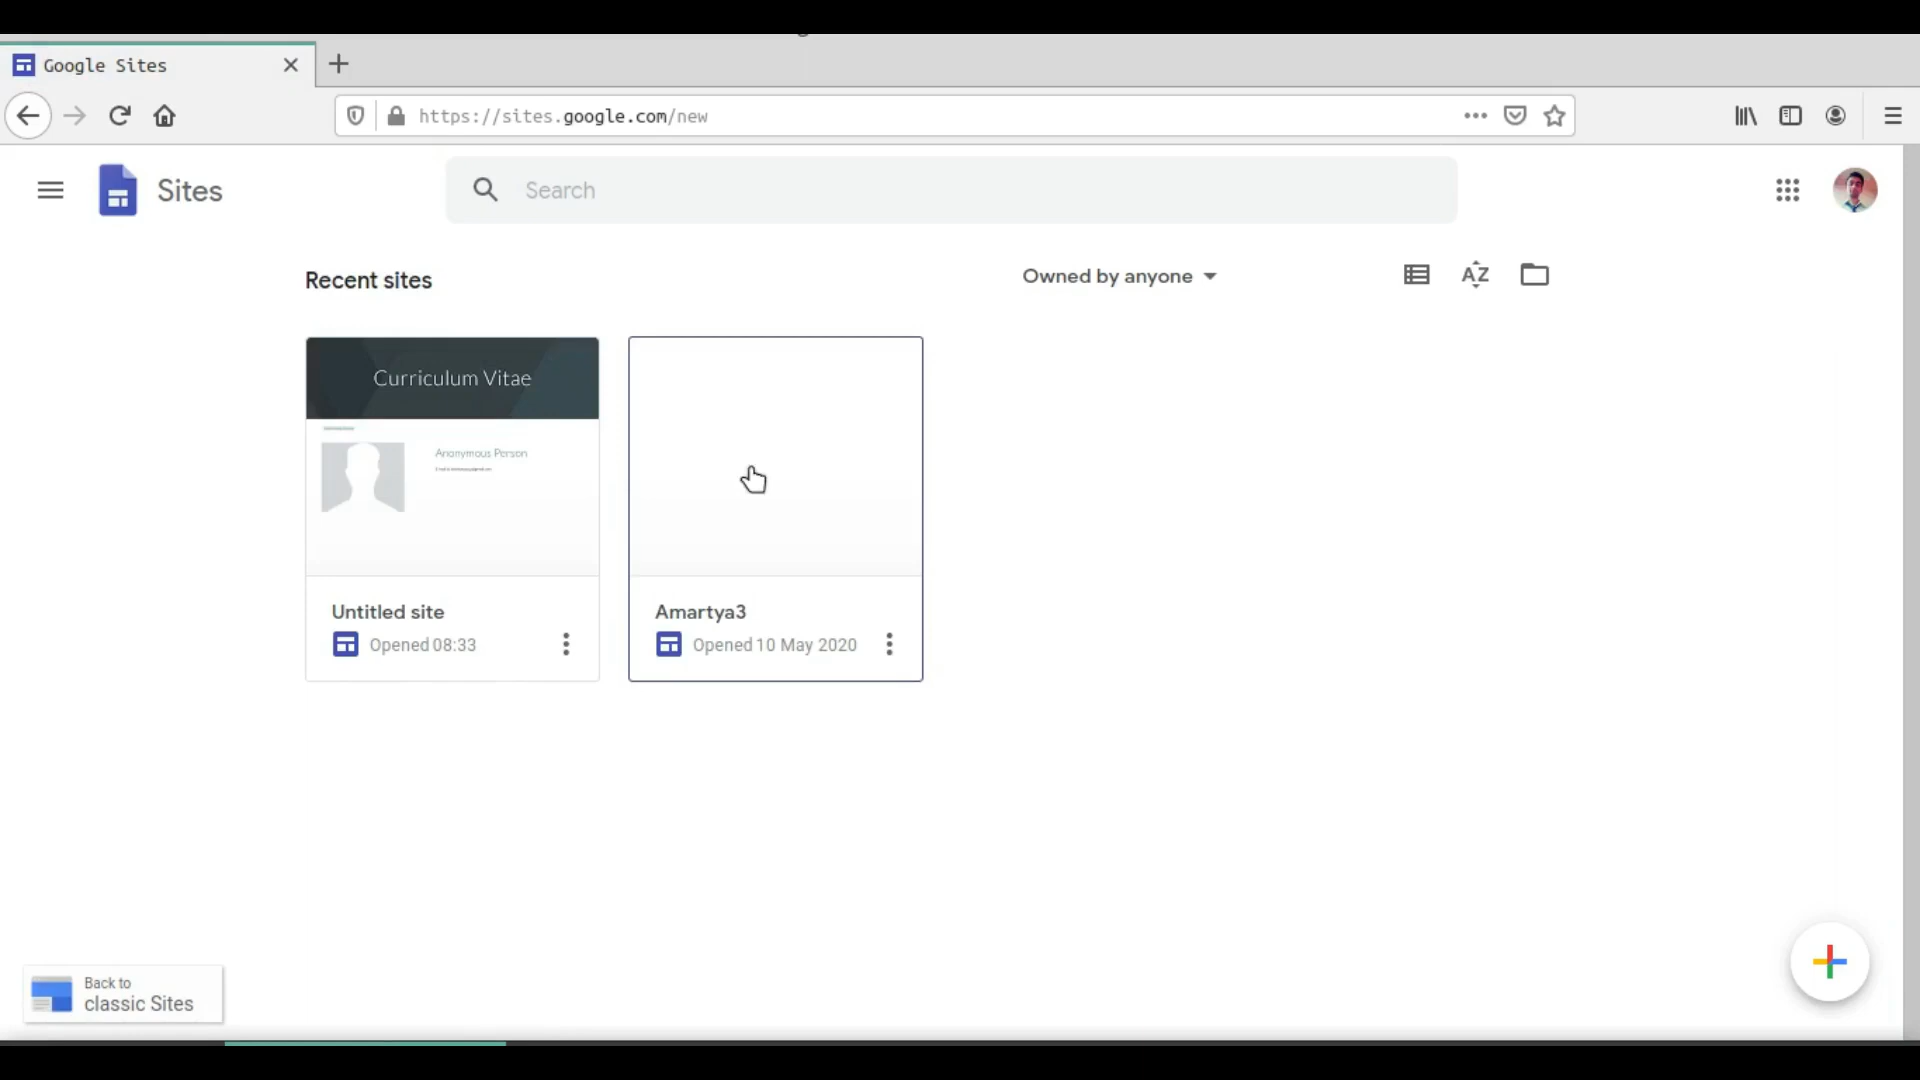 Google Sites
https://sites.google.com/new
Sites
Search
Recent sites
Owned by anyone
AZ
Curriculum Vitae
Anonymous Person
Untitled site
Opened 08:33
Amartya3
Opened 10 May 2020
Back to
classic Sites